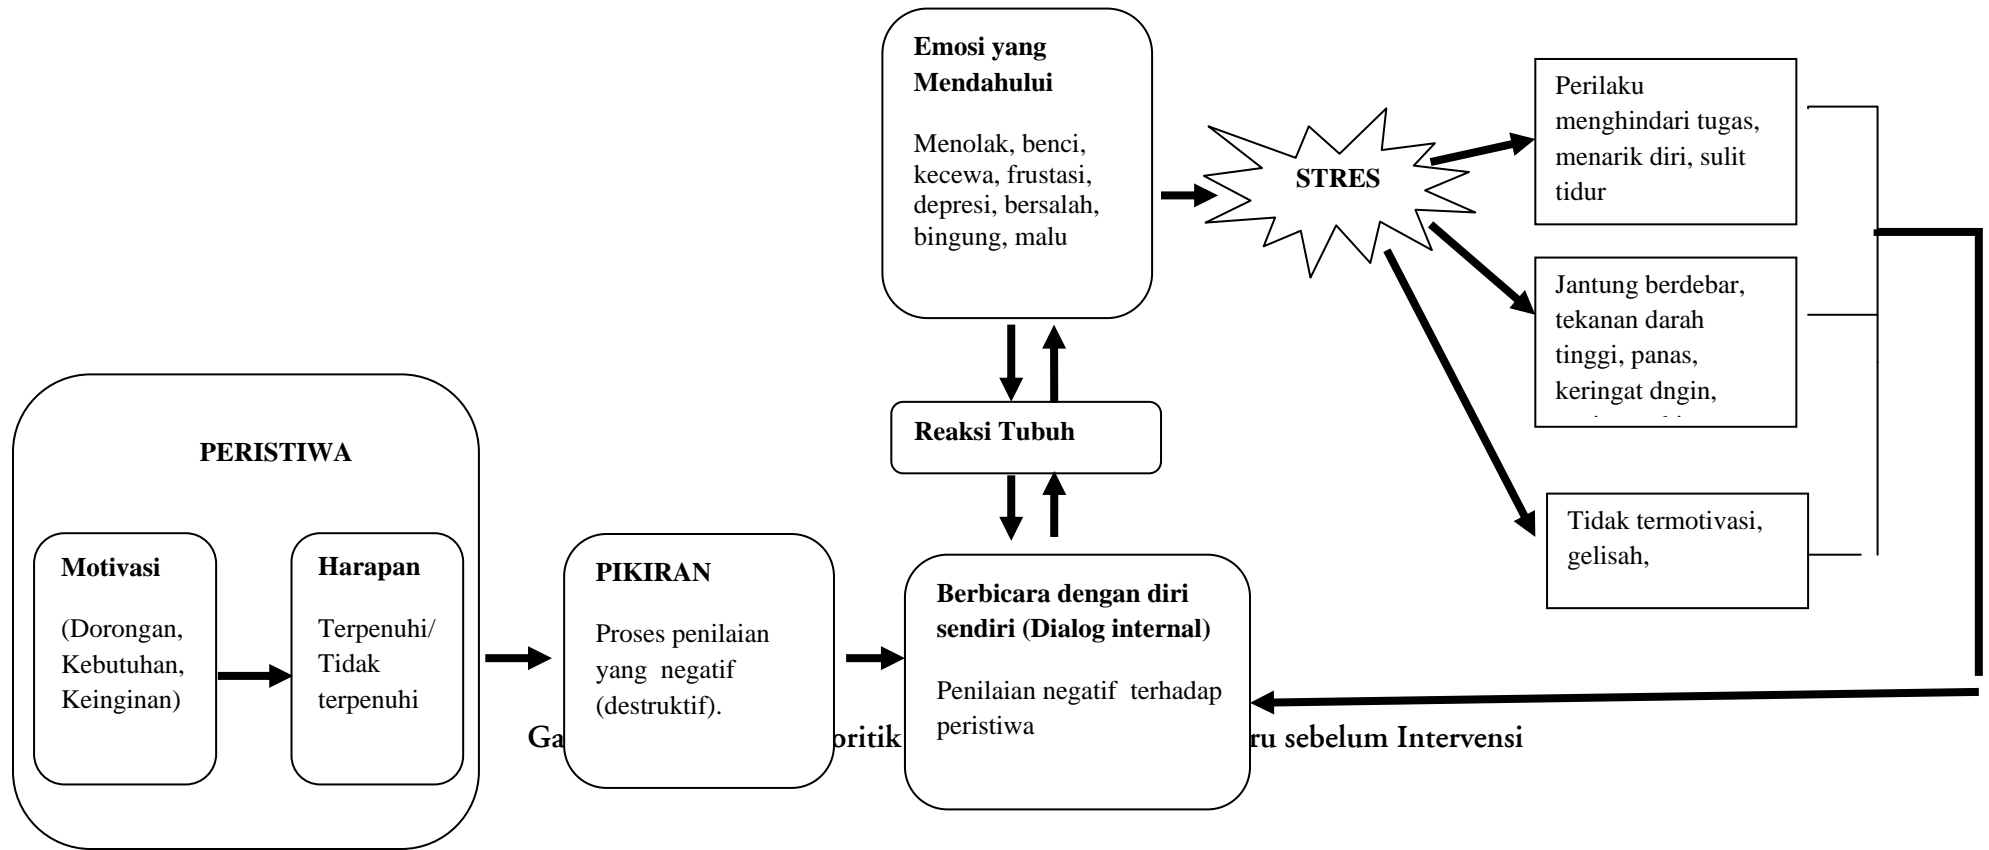 Emosi yang
Mendahului
Menolak, benci,
kecewa, frustasi,
depresi, bersalah,
bingung, malu
STRES
Perilaku
menghindari tugas,
menarik diri, sulit
tidur
Jantung berdebar,
tekanan darah
tinggi, panas,
keringat dngin,
Reaksi Tubuh
Tidak termotivasi,
gelisah,
PERISTIWA
Motivasi
(Dorongan,
Kebutuhan,
Keinginan)
Harapan
Terpenuhi/
Tidak
terpenuhi
PIKIRAN
Proses penilaian
yang negatif
(destruktif).
Berbicara dengan diri
sendiri (Dialog internal)
Penilaian negatif terhadap
peristiwa
sebelum Intervensi